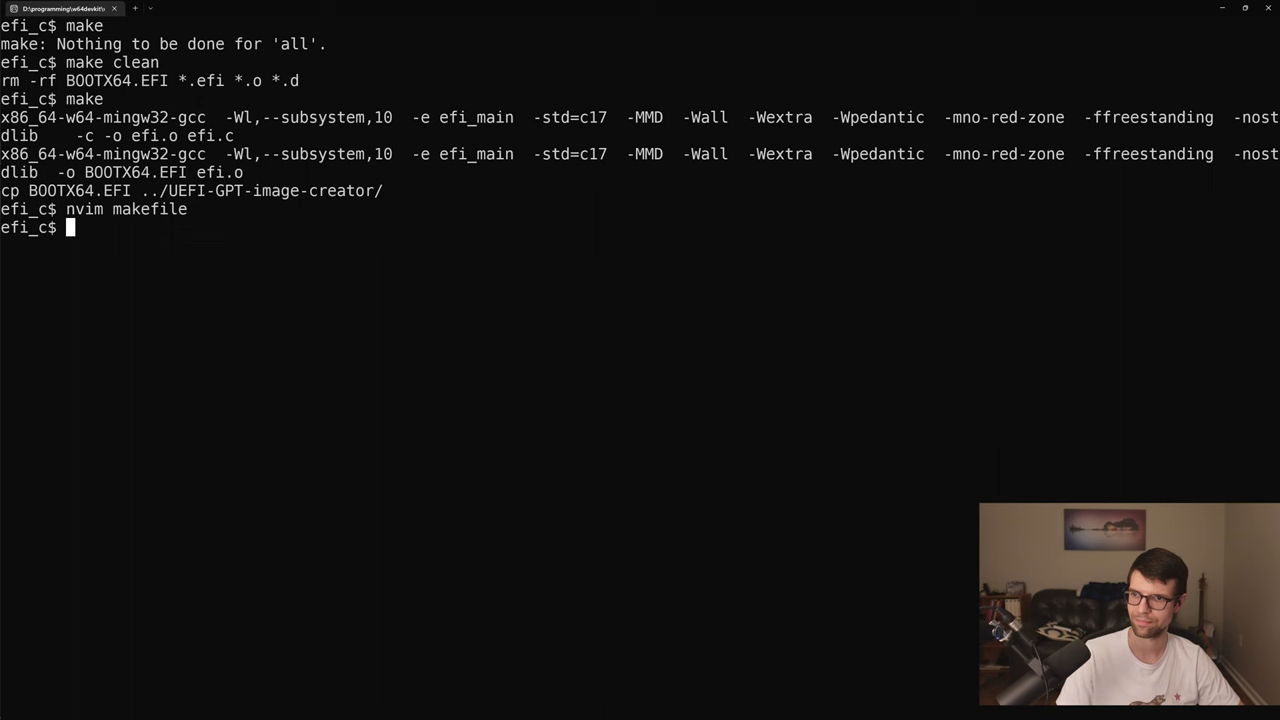 D:\programming\w64devkit\
efi_c$ make
make: Nothing to be done for 'all'.
efi_c$ make clean
rm -rf BOOTX64.EFI *.efi *.o *.d
efi_c$ make
x86_64-w64-mingw32-gcc  -Wl,--subsystem,10  -e efi_main  -std=c17  -MMD  -Wall  -Wextra  -Wpedantic  -mno-red-zone  -ffreestanding  -nost
dlib    -c -o efi.o efi.c
x86_64-w64-mingw32-gcc  -Wl,--subsystem,10  -e efi_main  -std=c17  -MMD  -Wall  -Wextra  -Wpedantic  -mno-red-zone  -ffreestanding  -nost
dlib  -o BOOTX64.EFI efi.o
cp BOOTX64.EFI ../UEFI-GPT-image-creator/
efi_c$ nvim makefile
efi_c$